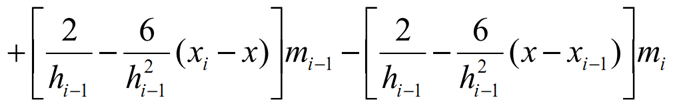 +[2/h_{i-1} − 6/h_{i-1}^2 (x_i − x)]m_{i-1} − [2/h_{i-1} − 6/h_{i-1}^2 (x − x_{i-1})]m_i